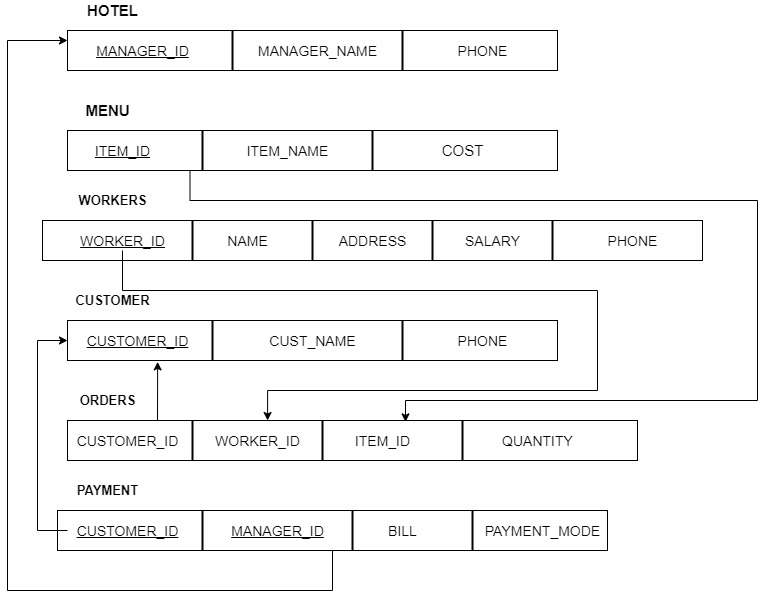 HOTEL
MANAGER_ID MANAGER_NAME PHONE
MENU
ITEM_ID ITEM_NAME COST
WORKERS
WORKER_ID NAME ADDRESS SALARY PHONE
CUSTOMER
CUSTOMER_ID CUST_NAME PHONE
ORDERS
CUSTOMER_ID WORKER_ID ITEM_ID QUANTITY
PAYMENT
CUSTOMER_ID MANAGER_ID BILL PAYMENT_MODE